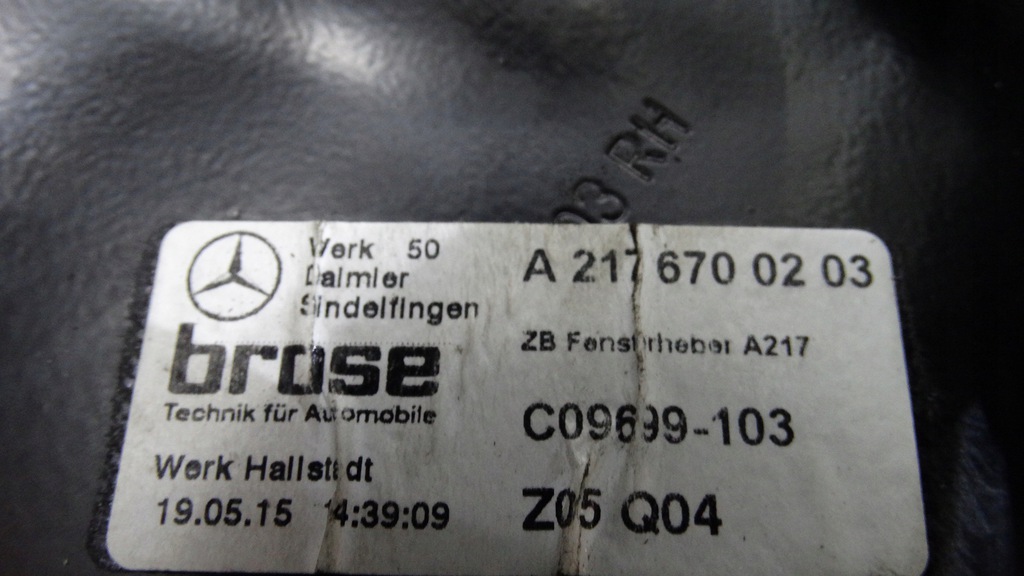 03 RH
Werk 50
Daimler
Sindelfingen
A 217 670 02 03
brose
ZB Fensterheber A217
Technik für Automobile
C09699-103
Werk Hallstadt
19.05.15 14:39:09
Z05 Q04